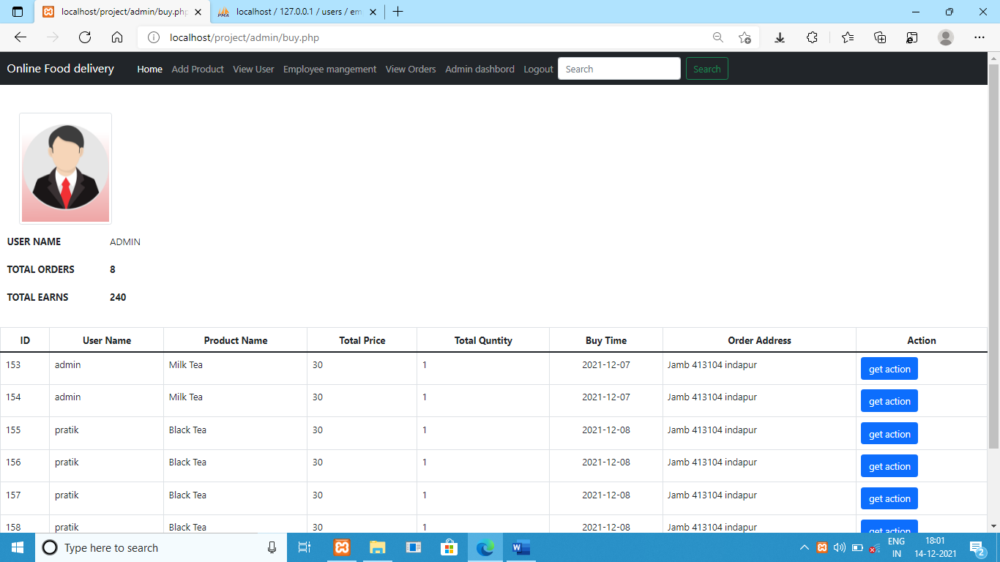 localhost/project/admin/buy.php
localhost / 127.0.0.1 / users / em
localhost/project/admin/buy.php
Online Food delivery Home Add Product View User Employee mangement View Orders Admin dashbord Logout Search Search
USER NAME ADMIN
TOTAL ORDERS 8
TOTAL EARNS 240
ID User Name Product Name Total Price Total Quntity Buy Time Order Address Action
153 admin Milk Tea 30 1 2021-12-07 Jamb 413104 indapur get action
154 admin Milk Tea 30 1 2021-12-07 Jamb 413104 indapur get action
155 pratik Black Tea 30 1 2021-12-08 Jamb 413104 indapur get action
156 pratik Black Tea 30 1 2021-12-08 Jamb 413104 indapur get action
157 pratik Black Tea 30 1 2021-12-08 Jamb 413104 indapur get action
158 pratik Black Tea 30 1 2021-12-08 Jamb 413104 indapur get action
Type here to search
ENG 18:01
IN 14-12-2021 2